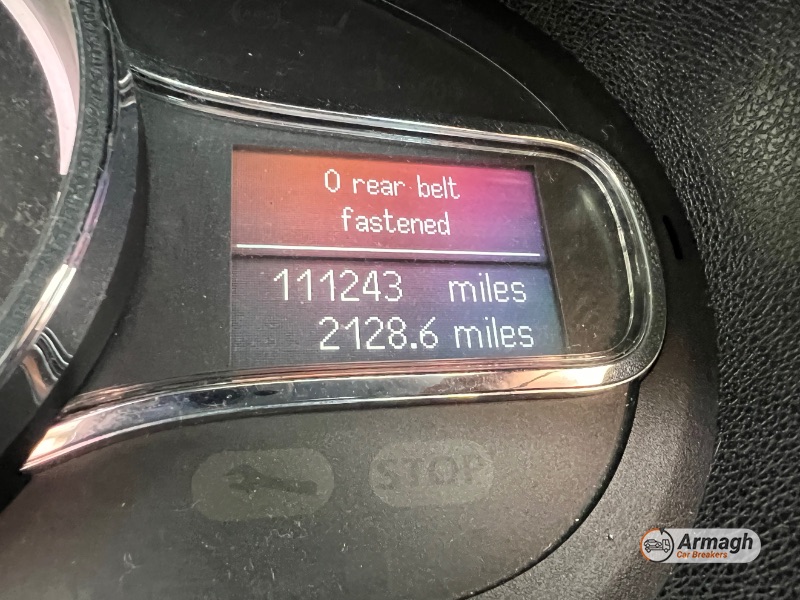 0 rear belt
fastened
111243 miles
2128.6 miles
STOP
Armagh
Car Breakers